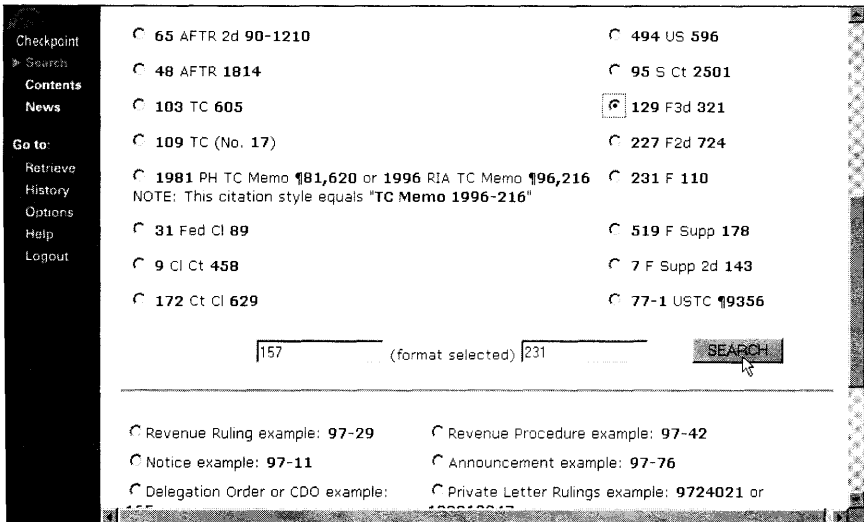 Checkpoint
Search
Contents
News
Go to:
Retrieve
History
Options
Help
Logout
65 AFTR 2d 90-1210
494 US 596
48 AFTR 1814
95 S Ct 2501
103 TC 605
129 F3d 321
109 TC (No. 17)
227 F2d 724
1981 PH TC Memo ¶81,620 or 1996 RIA TC Memo ¶96,216
231 F 110
NOTE: This citation style equals "TC Memo 1996-216"
31 Fed Cl 89
519 F Supp 178
9 Cl Ct 458
7 F Supp 2d 143
172 Ct Cl 629
77-1 USTC ¶9356
157 (format selected) 231 SEARCH
Revenue Ruling example: 97-29
Revenue Procedure example: 97-42
Notice example: 97-11
Announcement example: 97-76
Delegation Order or CDO example:
Private Letter Rulings example: 9724021 or